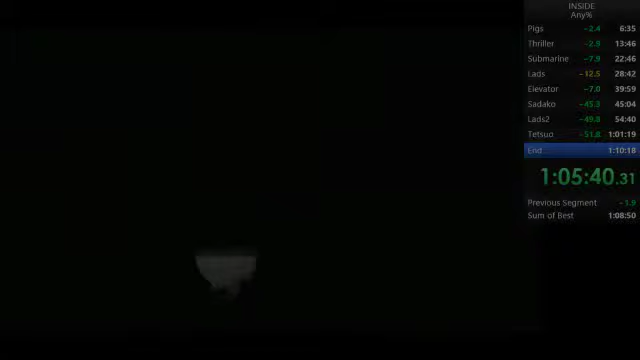 INSIDE
Any%
Pigs -2.4 6:35
Thriller -2.9 13:46
Submarine -7.9 22:46
Lads -12.5 28:42
Elevator -7.0 39:59
Sadako -45.3 45:04
Lads2 -49.8 54:40
Tetsuo -51.8 1:01:19
End 1:10:18
1:05:40.31
Previous Segment -1.9
Sum of Best 1:08:50